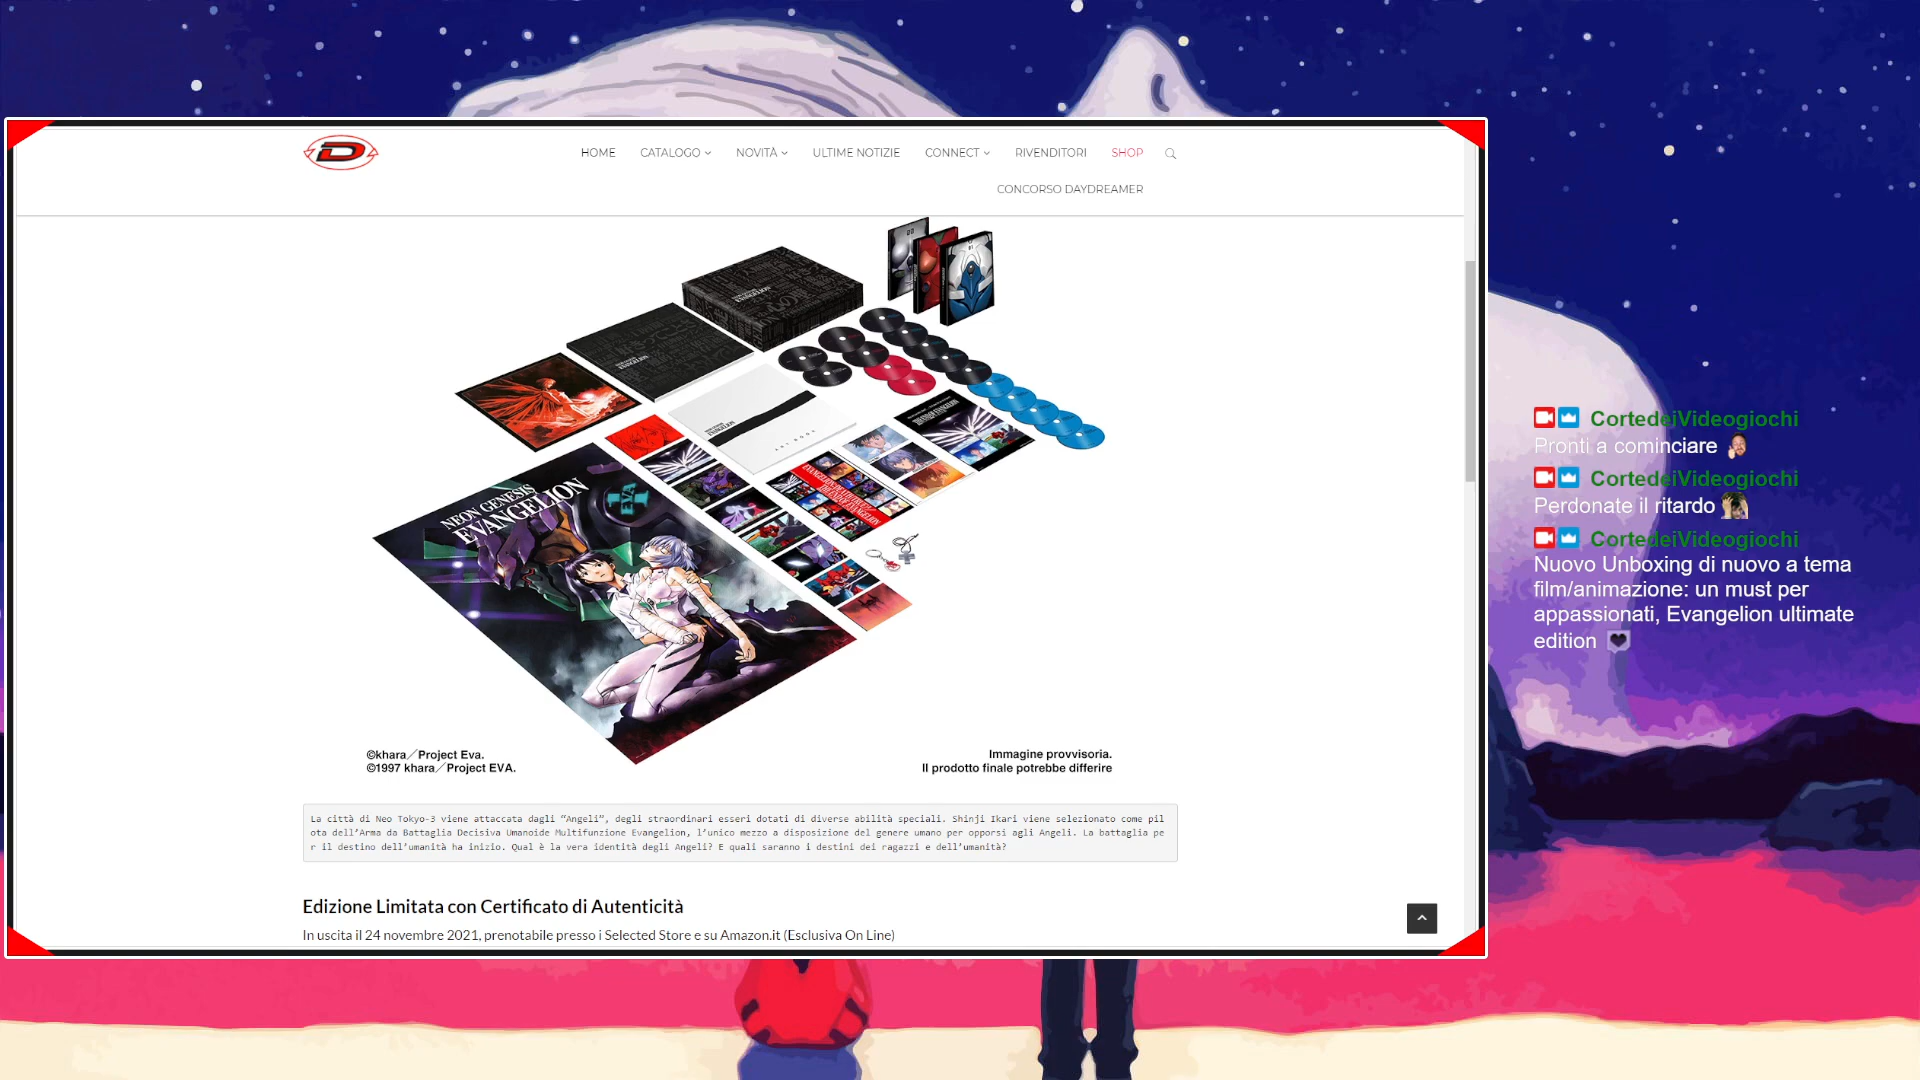 D
HOME CATALOGO NOVITÀ ULTIME NOTIZIE CONNECT RIVENDITORI SHOP
CONCORSO DAYDREAMER
NEON GENESIS
EVANGELION
EVA
ART BOOK
©khara／Project Eva.
©1997 khara／Project EVA.
Immagine provvisoria.
Il prodotto finale potrebbe differire
La città di Neo Tokyo-3 viene attaccata dagli “Angeli”, degli straordinari esseri dotati di diverse abilità speciali. Shinji Ikari viene selezionato come pil
ota dell’Arma da Battaglia Decisiva Umanoide Multifunzione Evangelion, l’unico mezzo a disposizione del genere umano per opporsi agli Angeli. La battaglia pe
r il destino dell’umanità ha inizio. Qual è la vera identità degli Angeli? E quali saranno i destini dei ragazzi e dell’umanità?
Edizione Limitata con Certificato di Autenticità
In uscita il 24 novembre 2021, prenotabile presso i Selected Store e su Amazon.it (Esclusiva On Line)
CortedeiVideogiochi
Pronti a cominciare
CortedeiVideogiochi
Perdonate il ritardo
CortedeiVideogiochi
Nuovo Unboxing di nuovo a tema
film/animazione: un must per
appassionati, Evangelion ultimate
edition